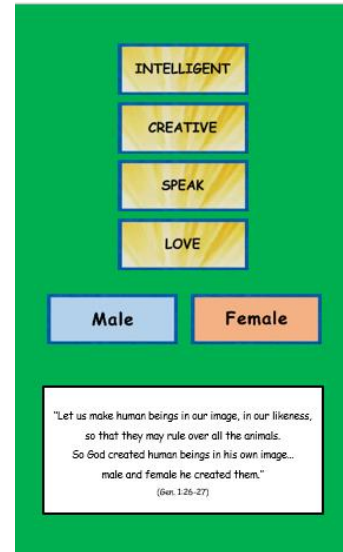 INTELLIGENT
CREATIVE
SPEAK
LOVE
Male
Female
"Let us make human beings in our image, in our likeness,
so that they may rule over all the animals.
So God created human beings in his own image...
male and female he created them."
(Gen. 1:26-27)